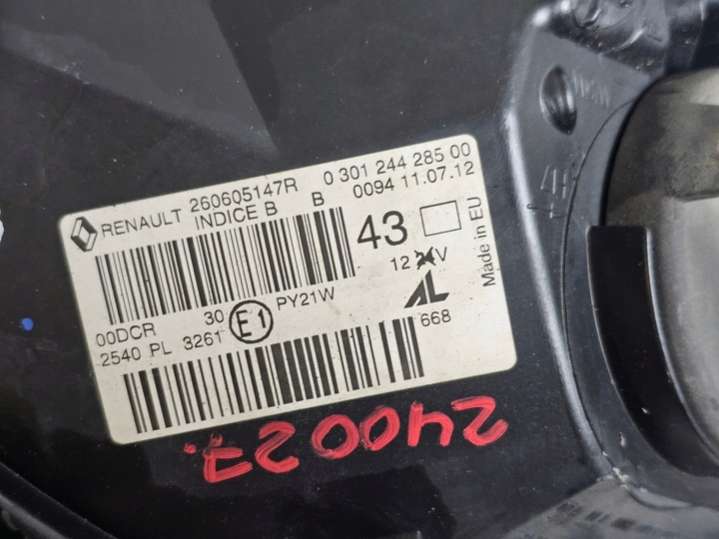 RENAULT 260605147R 0 301 244 285 00
INDICE B B 0094 11.07.12
43
12 V
Made in EU
00DCR 30 E1 PY21W AL
2540 PL 3261 668
240027.